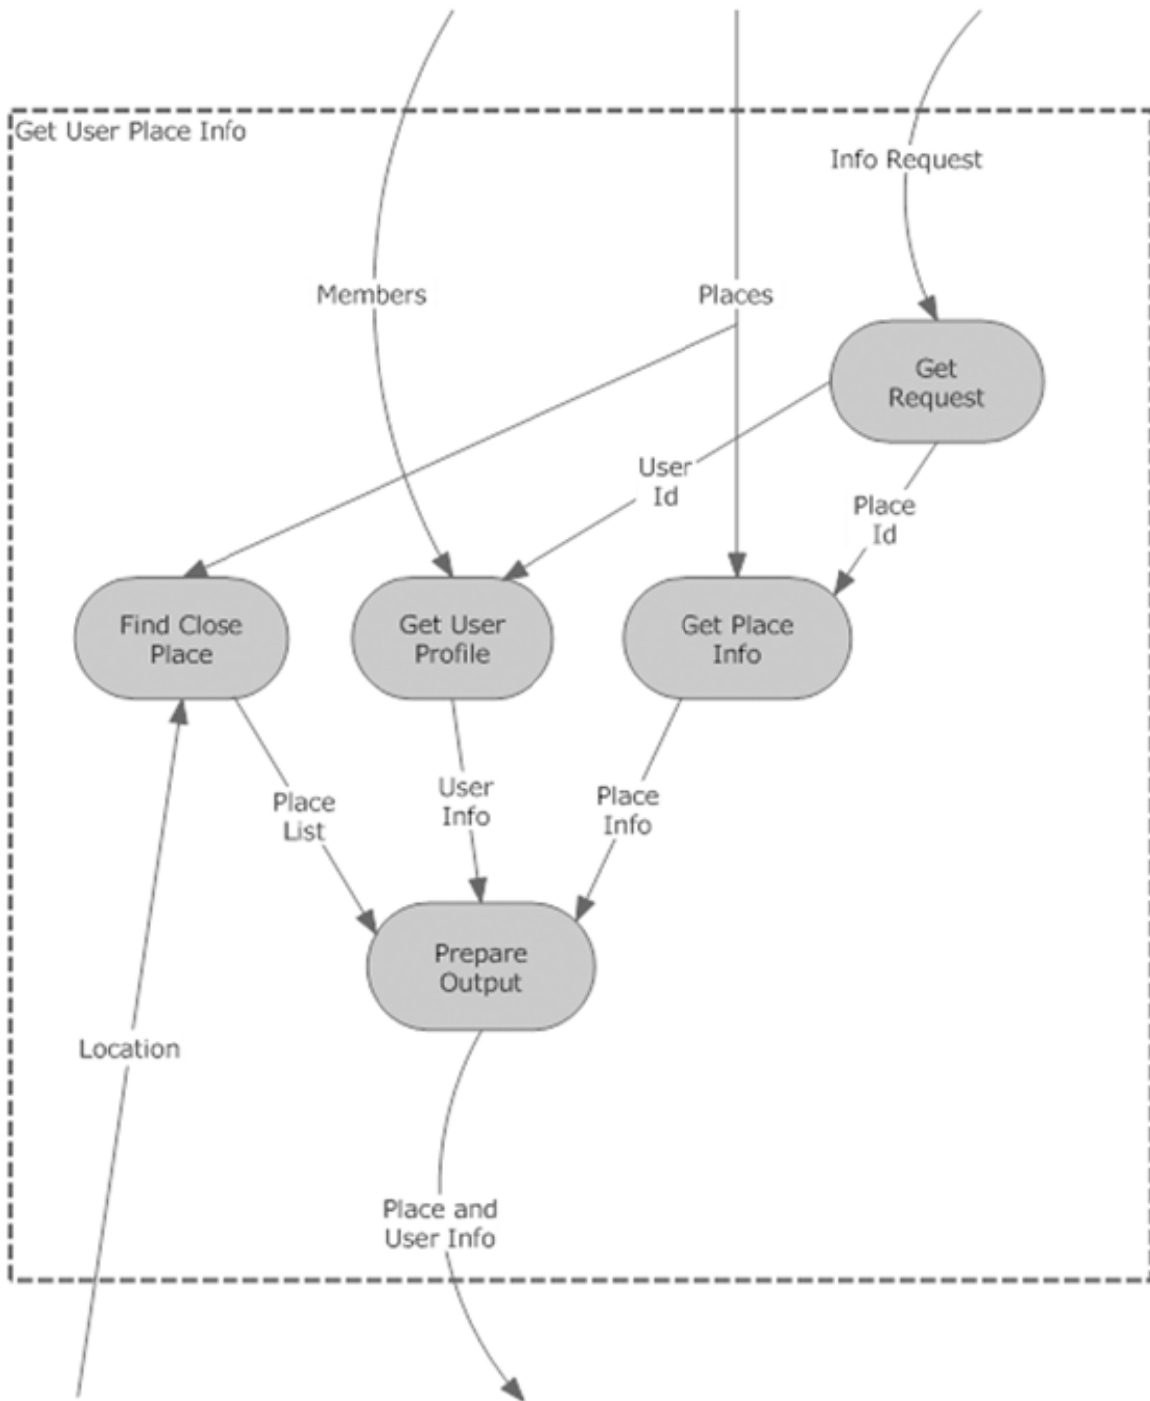 Get User Place Info
Info Request
Members
Places
Get
Request
User
Id
Place
Id
Find Close
Place
Get User
Profile
Get Place
Info
Place
List
User
Info
Place
Info
Prepare
Output
Location
Place and
User Info